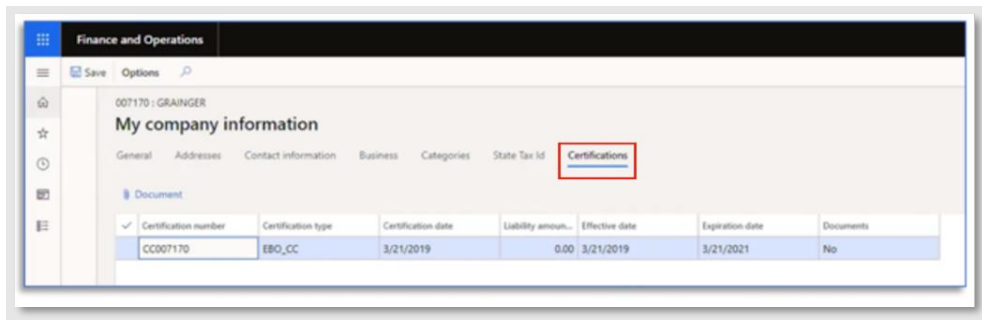 Finance and Operations
Save Options
007170 : GRAINGER
My company information
General Addresses Contact information Business Categories State Tax Id Certifications
Document
Certification number Certification type Certification date Liability amoun... Effective date Expiration date Documents
CC007170 EBO_CC 3/21/2019 0.00 3/21/2019 3/21/2021 No